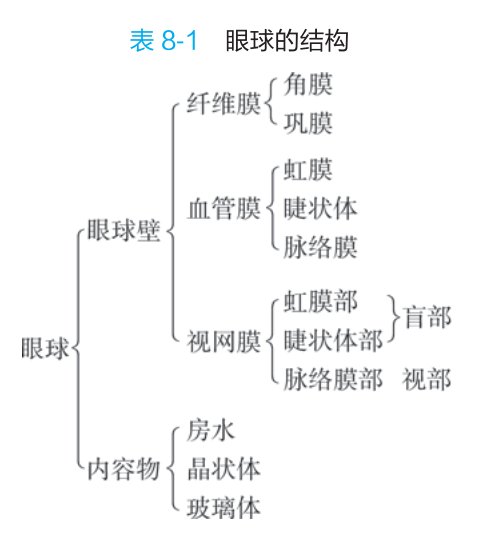 表 8-1 眼球的结构
角膜
纤维膜
巩膜
虹膜
血管膜 睫状体
眼球壁
脉络膜
虹膜部
盲部
视网膜 睫状体部
眼球
脉络膜部 视部
房水
内容物 晶状体
玻璃体